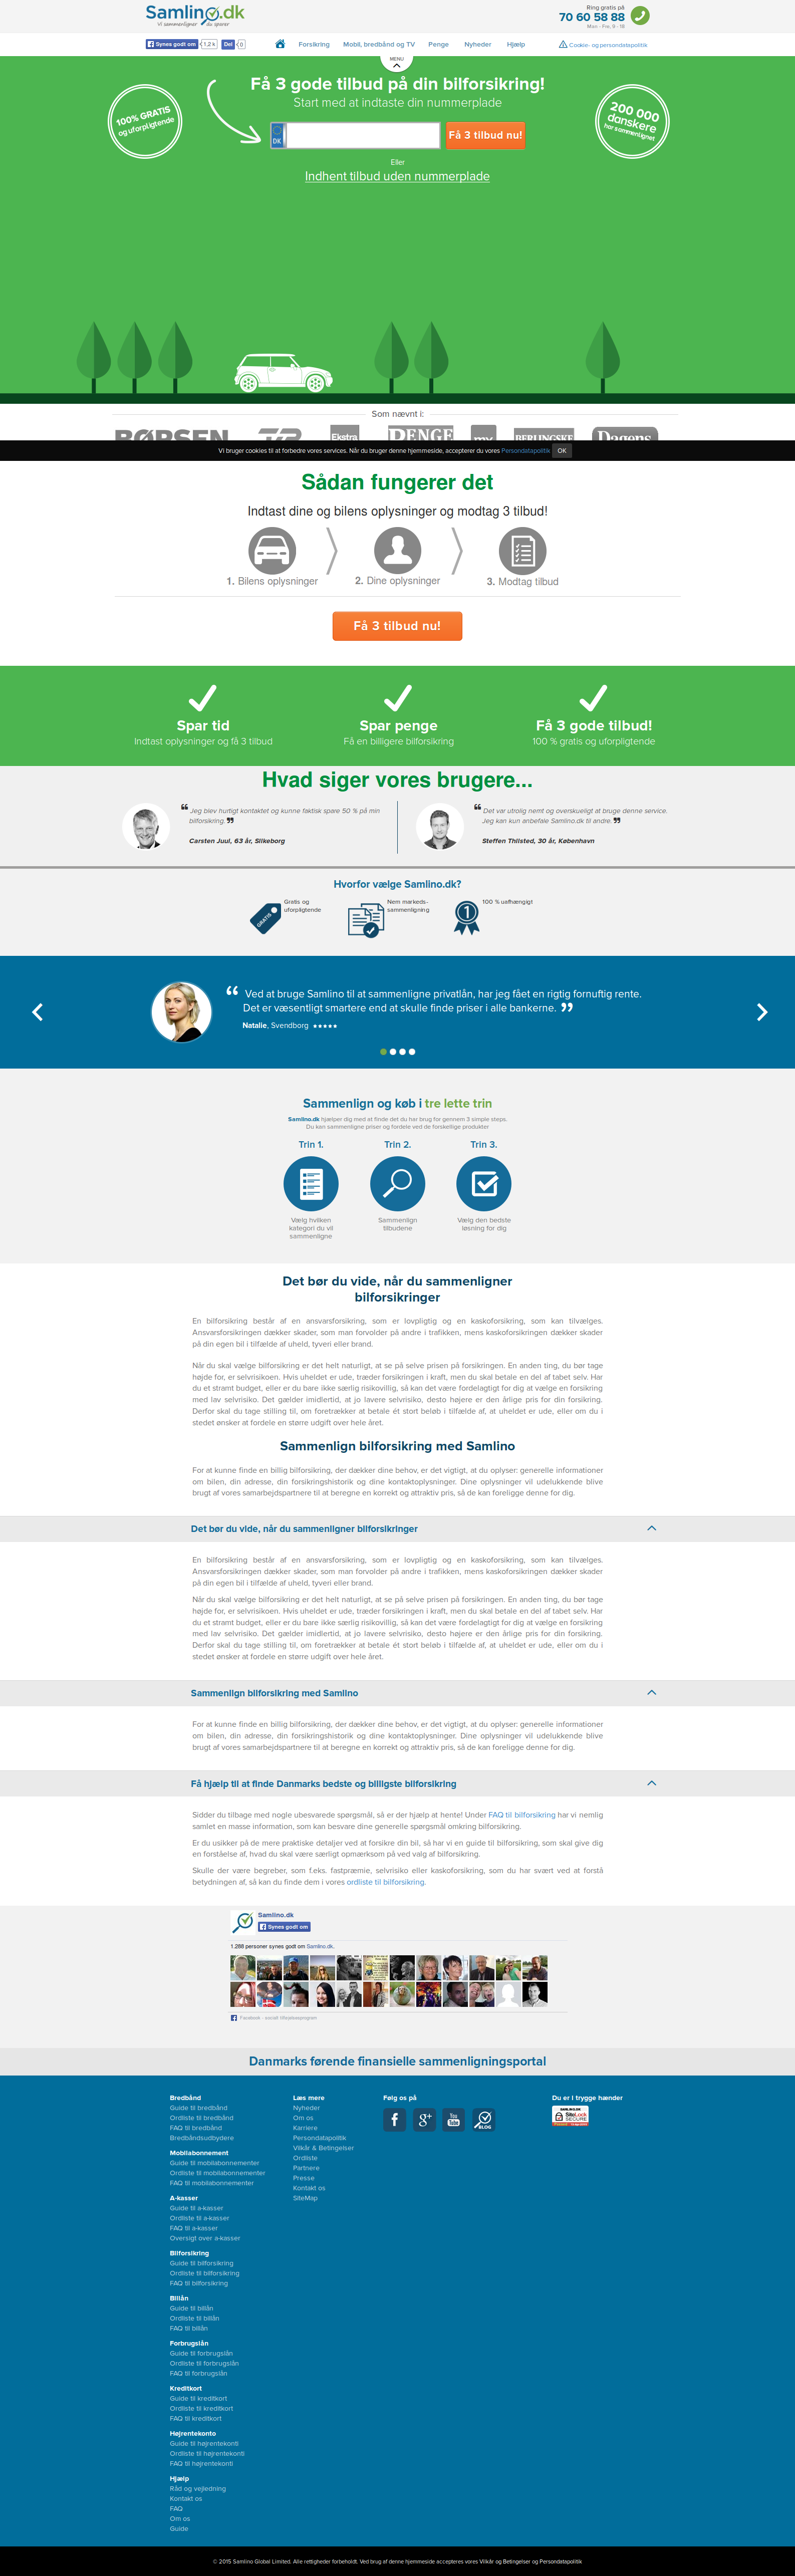 Samlino.dk
Vi sammenligner du sparer
Ring gratis på
70 60 58 88
Man - Fre, 9 - 18
Synes godt om 1,2 k Del 0
Forsikring Mobil, bredbånd og TV Penge Nyheder Hjælp
Cookie- og persondatapolitik
MENU
Få 3 gode tilbud på din bilforsikring!
Start med at indtaste din nummerplade
100% GRATIS
og uforpligtende
200 000
danskere
har sammenlignet
DK
Få 3 tilbud nu!
Eller
Indhent tilbud uden nummerplade
Som nævnt i:
BØRSEN Ekstra PENGE BERLINGSKE Dagens
Vi bruger cookies til at forbedre vores services. Når du bruger denne hjemmeside, accepterer du vores Persondatapolitik OK
Sådan fungerer det
Indtast dine og bilens oplysninger og modtag 3 tilbud!
1. Bilens oplysninger
2. Dine oplysninger
3. Modtag tilbud
Få 3 tilbud nu!
Spar tid
Indtast oplysninger og få 3 tilbud
Spar penge
Få en billigere bilforsikring
Få 3 gode tilbud!
100 % gratis og uforpligtende
Hvad siger vores brugere...
❝ Jeg blev hurtigt kontaktet og kunne faktisk spare 50 % på min
bilforsikring. ❞
Carsten Juul, 63 år, Silkeborg
❝ Det var utrolig nemt og overskueligt at bruge denne service.
Jeg kan kun anbefale Samlino.dk til andre. ❞
Steffen Thilsted, 30 år, København
Hvorfor vælge Samlino.dk?
GRATIS
Gratis og
uforpligtende
Nem markeds-
sammenligning
1
100 % uafhængigt
❝ Ved at bruge Samlino til at sammenligne privatlån, har jeg fået en rigtig fornuftig rente.
Det er væsentligt smartere end at skulle finde priser i alle bankerne. ❞
Natalie, Svendborg ★★★★★
Sammenlign og køb i tre lette trin
Samlino.dk hjælper dig med at finde det du har brug for gennem 3 simple steps.
Du kan sammenligne priser og fordele ved de forskellige produkter
Trin 1.
Trin 2.
Trin 3.
Vælg hvilken
kategori du vil
sammenligne
Sammenlign
tilbudene
Vælg den bedste
løsning for dig
Det bør du vide, når du sammenligner
bilforsikringer
En bilforsikring består af en ansvarsforsikring, som er lovpligtig og en kaskoforsikring, som kan tilvælges.
Ansvarsforsikringen dækker skader, som man forvolder på andre i trafikken, mens kaskoforsikringen dækker skader
på din egen bil i tilfælde af uheld, tyveri eller brand.
Når du skal vælge bilforsikring er det helt naturligt, at se på selve prisen på forsikringen. En anden ting, du bør tage
højde for, er selvrisikoen. Hvis uheldet er ude, træder forsikringen i kraft, men du skal betale en del af tabet selv. Har
du et stramt budget, eller er du bare ikke særlig risikovillig, så kan det være fordelagtigt for dig at vælge en forsikring
med lav selvrisiko. Det gælder imidlertid, at jo lavere selvrisiko, desto højere er den årlige pris for din forsikring.
Derfor skal du tage stilling til, om foretrækker at betale ét stort beløb i tilfælde af, at uheldet er ude, eller om du i
stedet ønsker at fordele en større udgift over hele året.
Sammenlign bilforsikring med Samlino
For at kunne finde en billig bilforsikring, der dækker dine behov, er det vigtigt, at du oplyser: generelle informationer
om bilen, din adresse, din forsikringshistorik og dine kontaktoplysninger. Dine oplysninger vil udelukkende blive
brugt af vores samarbejdspartnere til at beregne en korrekt og attraktiv pris, så de kan foreligge denne for dig.
Det bør du vide, når du sammenligner bilforsikringer
En bilforsikring består af en ansvarsforsikring, som er lovpligtig og en kaskoforsikring, som kan tilvælges.
Ansvarsforsikringen dækker skader, som man forvolder på andre i trafikken, mens kaskoforsikringen dækker skader
på din egen bil i tilfælde af uheld, tyveri eller brand.
Når du skal vælge bilforsikring er det helt naturligt, at se på selve prisen på forsikringen. En anden ting, du bør tage
højde for, er selvrisikoen. Hvis uheldet er ude, træder forsikringen i kraft, men du skal betale en del af tabet selv. Har
du et stramt budget, eller er du bare ikke særlig risikovillig, så kan det være fordelagtigt for dig at vælge en forsikring
med lav selvrisiko. Det gælder imidlertid, at jo lavere selvrisiko, desto højere er den årlige pris for din forsikring.
Derfor skal du tage stilling til, om foretrækker at betale ét stort beløb i tilfælde af, at uheldet er ude, eller om du i
stedet ønsker at fordele en større udgift over hele året.
Sammenlign bilforsikring med Samlino
For at kunne finde en billig bilforsikring, der dækker dine behov, er det vigtigt, at du oplyser: generelle informationer
om bilen, din adresse, din forsikringshistorik og dine kontaktoplysninger. Dine oplysninger vil udelukkende blive
brugt af vores samarbejdspartnere til at beregne en korrekt og attraktiv pris, så de kan foreligge denne for dig.
Få hjælp til at finde Danmarks bedste og billigste bilforsikring
Sidder du tilbage med nogle ubesvarede spørgsmål, så er der hjælp at hente! Under FAQ til bilforsikring har vi nemlig
samlet en masse information, som kan besvare dine generelle spørgsmål omkring bilforsikring.
Er du usikker på de mere praktiske detaljer ved at forsikre din bil, så har vi en guide til bilforsikring, som skal give dig
en forståelse af, hvad du skal være særligt opmærksom på ved valg af bilforsikring.
Skulle der være begreber, som f.eks. fastpræmie, selvrisiko eller kaskoforsikring, som du har svært ved at forstå
betydningen af, så kan du finde dem i vores ordliste til bilforsikring.
Samlino.dk
Synes godt om
1.288 personer synes godt om Samlino.dk.
Facebook - socialt tilføjelsesprogram
Danmarks førende finansielle sammenligningsportal
Bredbånd
Guide til bredbånd
Ordliste til bredbånd
FAQ til bredbånd
Bredbåndsudbydere
Mobilabonnement
Guide til mobilabonnementer
Ordliste til mobilabonnementer
FAQ til mobilabonnementer
A-kasser
Guide til a-kasser
Ordliste til a-kasser
FAQ til a-kasser
Oversigt over a-kasser
Bilforsikring
Guide til bilforsikring
Ordliste til bilforsikring
FAQ til bilforsikring
Billån
Guide til billån
Ordliste til billån
FAQ til billån
Forbrugslån
Guide til forbrugslån
Ordliste til forbrugslån
FAQ til forbrugslån
Kreditkort
Guide til kreditkort
Ordliste til kreditkort
FAQ til kreditkort
Højrentekonto
Guide til højrentekonti
Ordliste til højrentekonti
FAQ til højrentekonti
Hjælp
Råd og vejledning
Kontakt os
FAQ
Om os
Guide
Læs mere
Nyheder
Om os
Karriere
Persondatapolitik
Vilkår & Betingelser
Ordliste
Partnere
Presse
Kontakt os
SiteMap
Følg os på
f g+ You Tube BLOG
Du er i trygge hænder
SAMLINO.DK
SiteLock
SECURE
© 2015 Samlino Global Limited. Alle rettigheder forbeholdt. Ved brug af denne hjemmeside accepteres vores Vilkår og Betingelser og Persondatapolitik